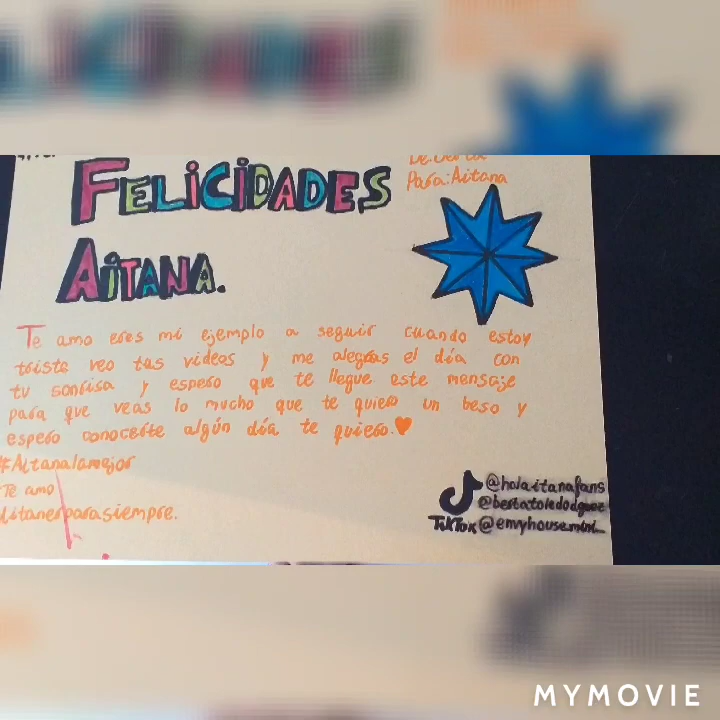 FELICIDADES
AITANA.
Para: Aitana
Te amo eres mi ejemplo a seguir cuando estoy
triste veo tus videos y me alegras el día con
tu sonrisa y espero que te llegue este mensaje
para que veas lo mucho que te quiero un beso y
espero conocerte algún día te quiero.
#Aitanalamejor
Te amo
Aitanerparasiempre.
@holaitanafans
TikTok @emyhouse
MYMOVIE